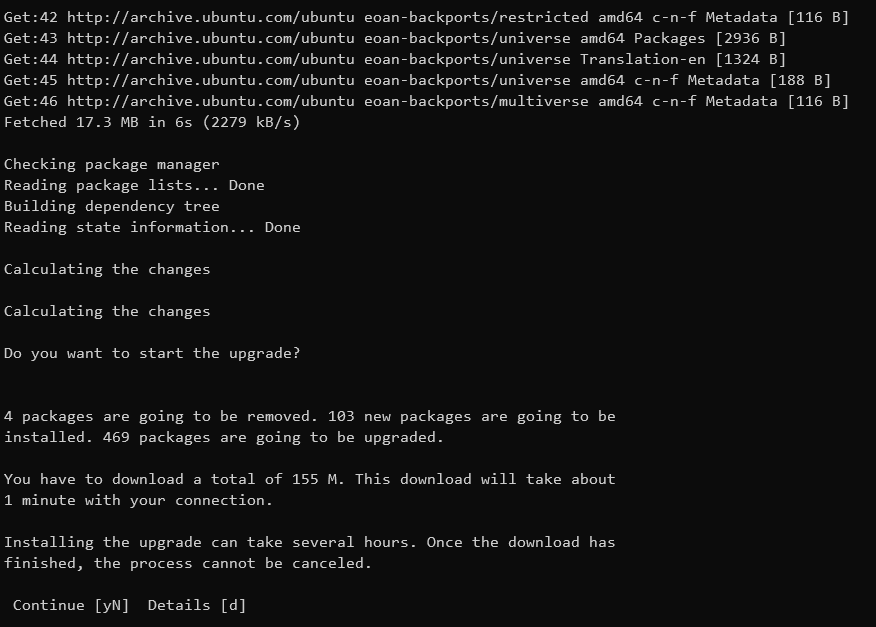 Get:42 http://archive.ubuntu.com/ubuntu eoan-backports/restricted amd64 c-n-f Metadata [116 B]
Get:43 http://archive.ubuntu.com/ubuntu eoan-backports/universe amd64 Packages [2936 B]
Get:44 http://archive.ubuntu.com/ubuntu eoan-backports/universe Translation-en [1324 B]
Get:45 http://archive.ubuntu.com/ubuntu eoan-backports/universe amd64 c-n-f Metadata [188 B]
Get:46 http://archive.ubuntu.com/ubuntu eoan-backports/multiverse amd64 c-n-f Metadata [116 B]
Fetched 17.3 MB in 6s (2279 kB/s)
Checking package manager
Reading package lists... Done
Building dependency tree
Reading state information... Done
Calculating the changes
Calculating the changes
Do you want to start the upgrade?
4 packages are going to be removed. 103 new packages are going to be
installed. 469 packages are going to be upgraded.
You have to download a total of 155 M. This download will take about
1 minute with your connection.
Installing the upgrade can take several hours. Once the download has
finished, the process cannot be canceled.
Continue [yN]  Details [d]